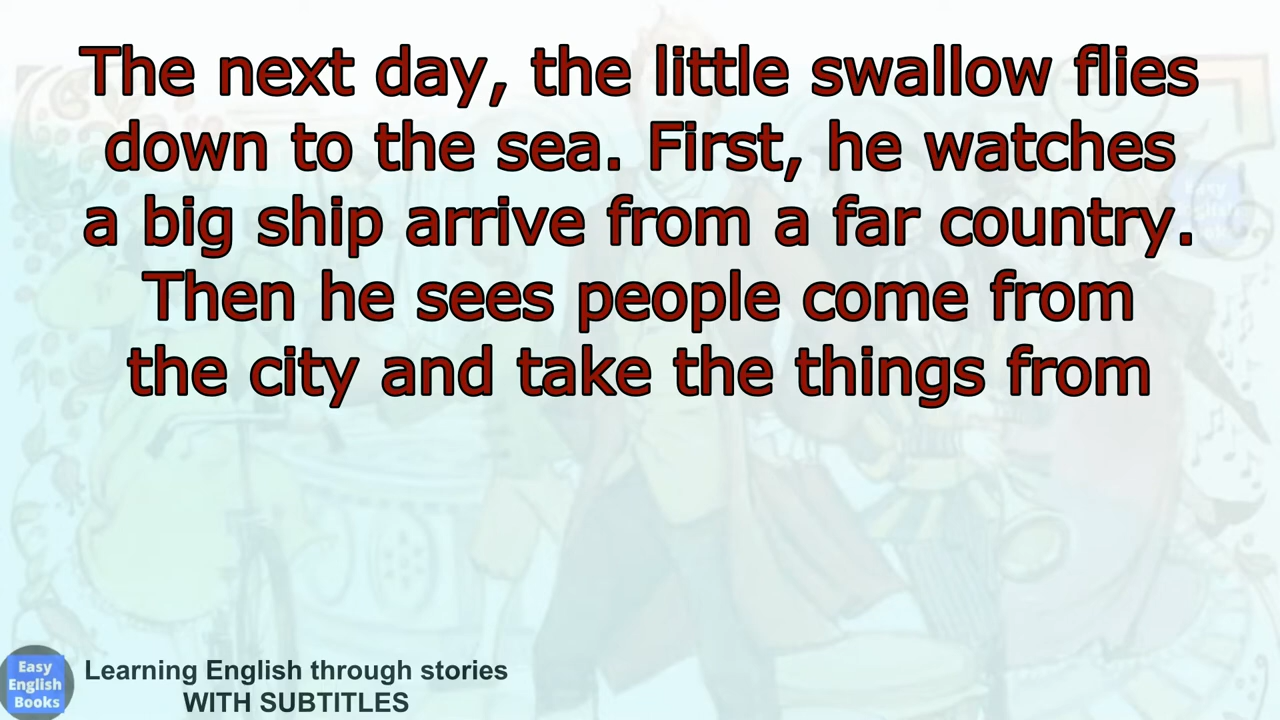 The next day, the little swallow flies
down to the sea. First, he watches
a big ship arrive from a far country.
Then he sees people come from
the city and take the things from
Easy
English
Books
Learning English through stories
WITH SUBTITLES